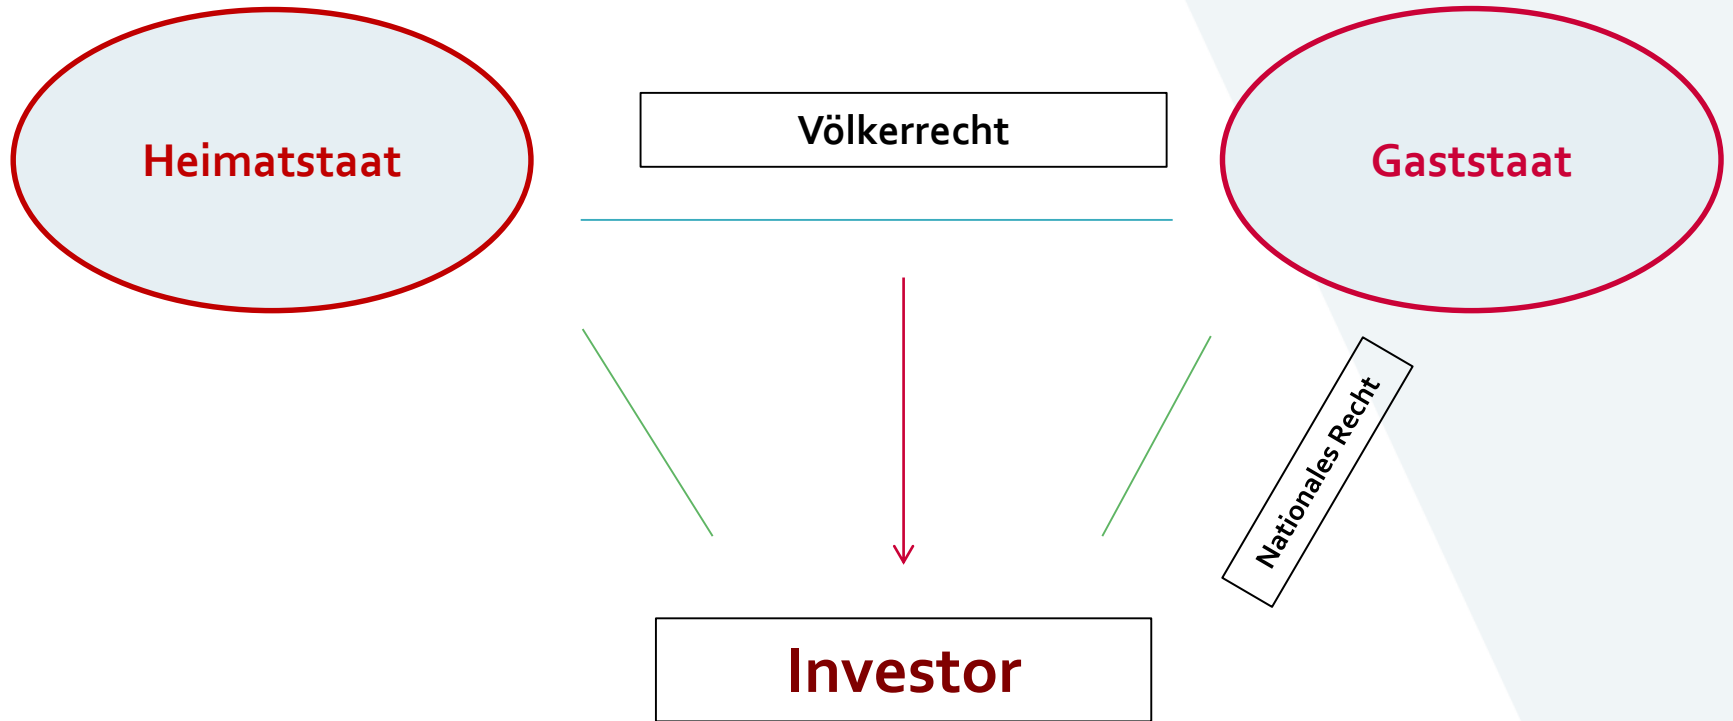 Heimatstaat
Völkerrecht
Gaststaat
Nationales Recht
Investor